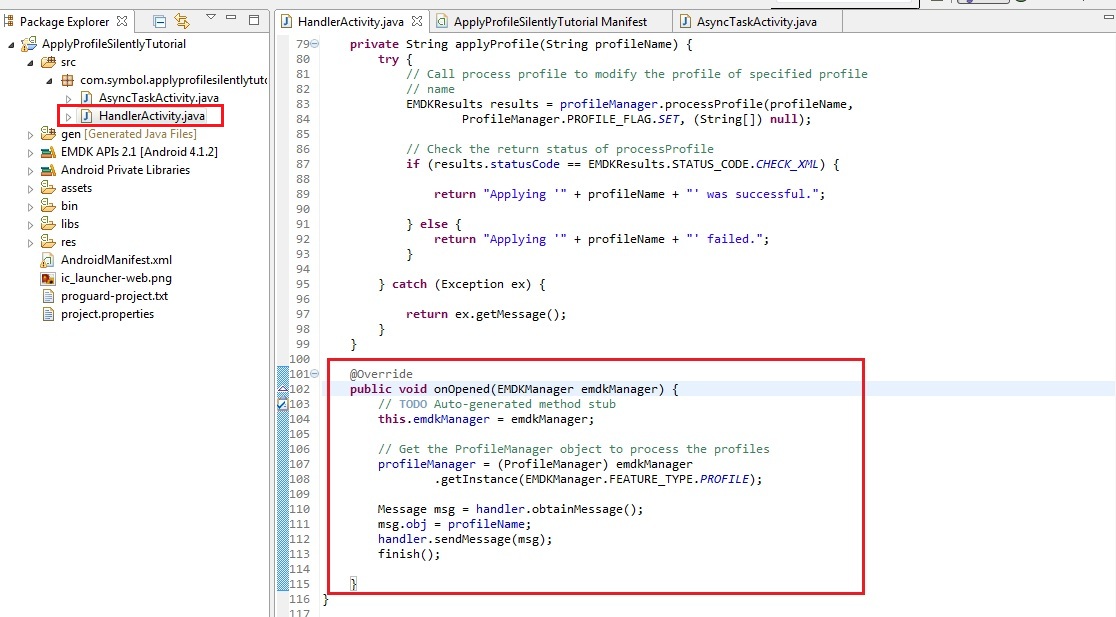 Package Explorer
ApplyProfileSilentlyTutorial
src
com.symbol.applyprofilesilentlytuto
AsyncTaskActivity.java
HandlerActivity.java
gen [Generated Java Files]
EMDK APIs 2.1 [Android 4.1.2]
Android Private Libraries
assets
bin
libs
res
AndroidManifest.xml
ic_launcher-web.png
proguard-project.txt
project.properties
HandlerActivity.java
ApplyProfileSilentlyTutorial Manifest
AsyncTaskActivity.java
79 private String applyProfile(String profileName) {
80 try {
81 // Call process profile to modify the profile of specified profile
82 // name
83 EMDKResults results = profileManager.processProfile(profileName,
84 ProfileManager.PROFILE_FLAG.SET, (String[]) null);
85
86 // Check the return status of processProfile
87 if (results.statusCode == EMDKResults.STATUS_CODE.CHECK_XML) {
88
89 return "Applying '" + profileName + "' was successful.";
90
91 } else {
92 return "Applying '" + profileName + "' failed.";
93 }
94
95 } catch (Exception ex) {
96
97 return ex.getMessage();
98 }
99 }
100
101 @Override
102 public void onOpened(EMDKManager emdkManager) {
103 // TODO Auto-generated method stub
104 this.emdkManager = emdkManager;
105
106 // Get the ProfileManager object to process the profiles
107 profileManager = (ProfileManager) emdkManager
108 .getInstance(EMDKManager.FEATURE_TYPE.PROFILE);
109
110 Message msg = handler.obtainMessage();
111 msg.obj = profileName;
112 handler.sendMessage(msg);
113 finish();
114
115 }
116 }
117